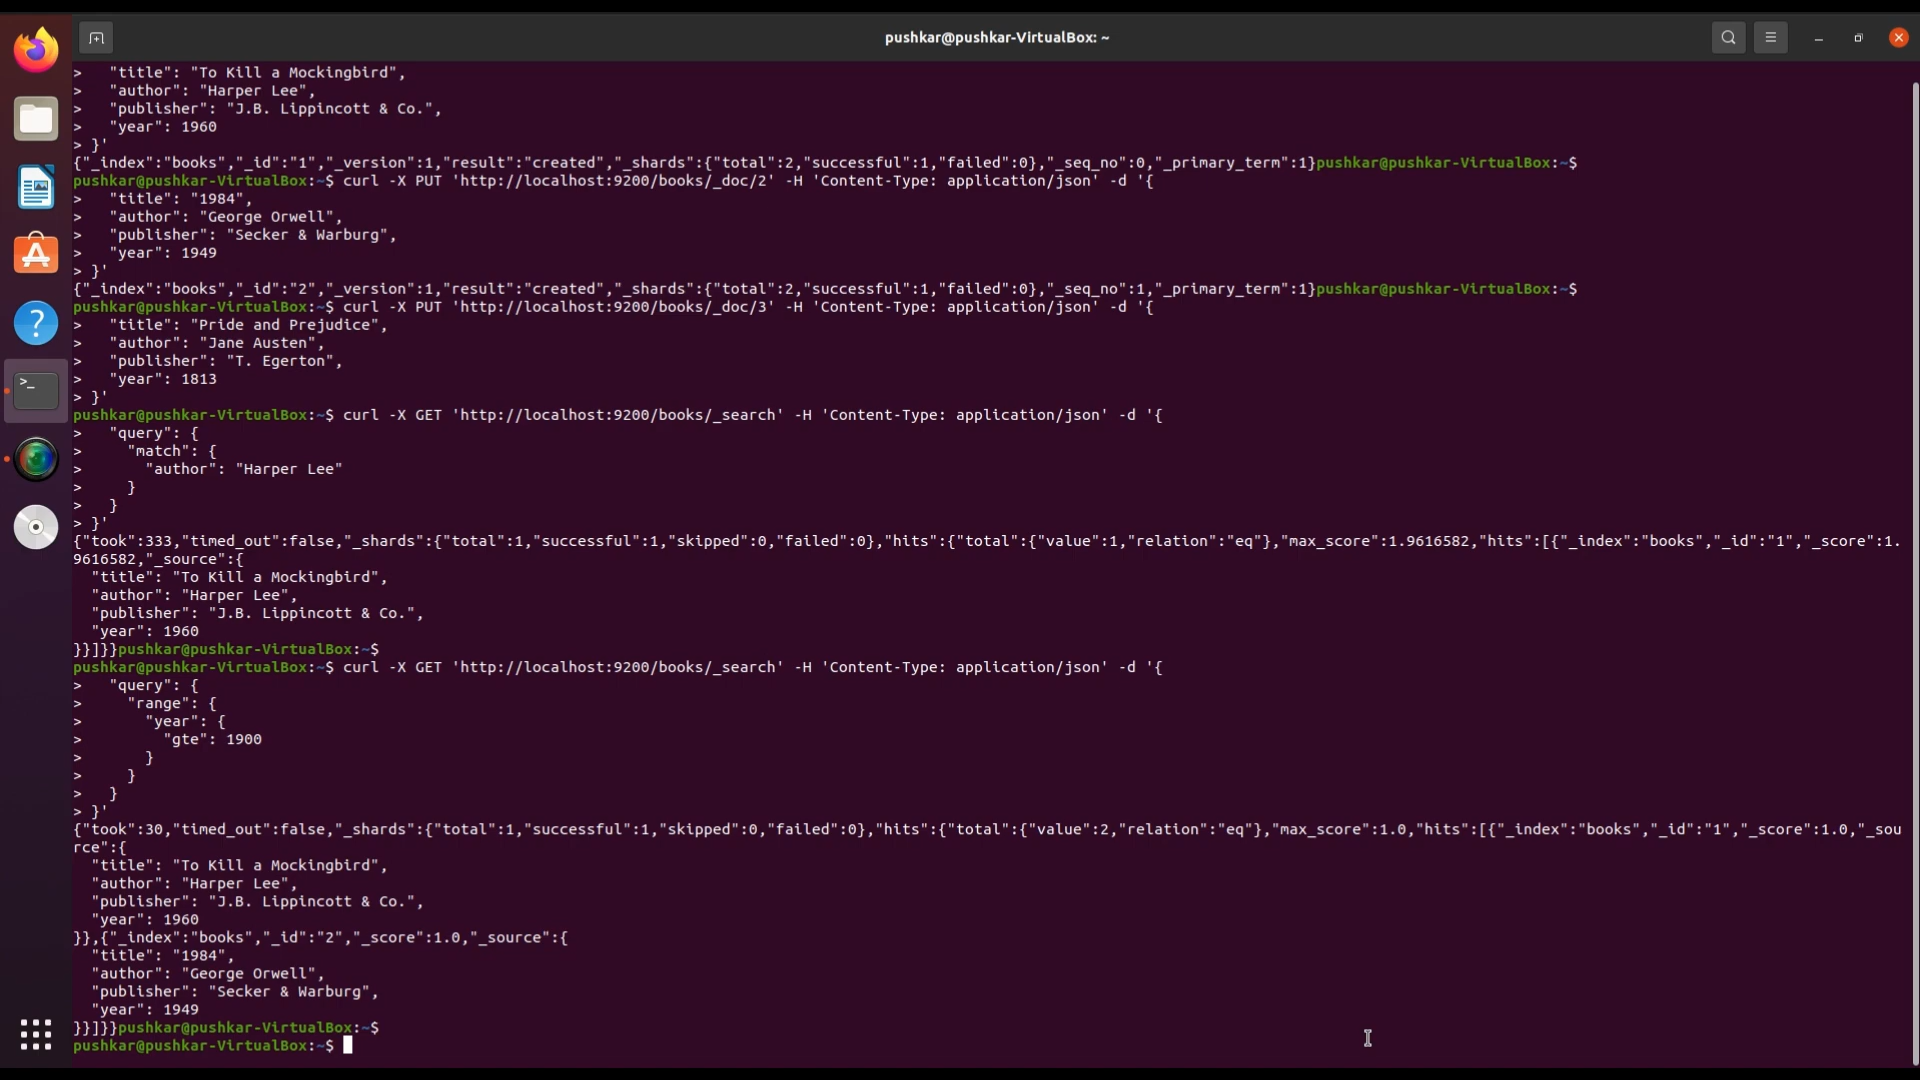 pushkar@pushkar-VirtualBox: ~
>   "title": "To Kill a Mockingbird",
>   "author": "Harper Lee",
>   "publisher": "J.B. Lippincott & Co.",
>   "year": 1960
> }'
{"_index":"books","_id":"1","_version":1,"result":"created","_shards":{"total":2,"successful":1,"failed":0},"_seq_no":0,"_primary_term":1}pushkar@pushkar-VirtualBox:~$
pushkar@pushkar-VirtualBox:~$ curl -X PUT 'http://localhost:9200/books/_doc/2' -H 'Content-Type: application/json' -d '{
>   "title": "1984",
>   "author": "George Orwell",
>   "publisher": "Secker & Warburg",
>   "year": 1949
> }'
{"_index":"books","_id":"2","_version":1,"result":"created","_shards":{"total":2,"successful":1,"failed":0},"_seq_no":1,"_primary_term":1}pushkar@pushkar-VirtualBox:~$
pushkar@pushkar-VirtualBox:~$ curl -X PUT 'http://localhost:9200/books/_doc/3' -H 'Content-Type: application/json' -d '{
>   "title": "Pride and Prejudice",
>   "author": "Jane Austen",
>   "publisher": "T. Egerton",
>   "year": 1813
> }'
pushkar@pushkar-VirtualBox:~$ curl -X GET 'http://localhost:9200/books/_search' -H 'Content-Type: application/json' -d '{
>   "query": {
>     "match": {
>       "author": "Harper Lee"
>     }
>   }
> }'
{"took":333,"timed_out":false,"_shards":{"total":1,"successful":1,"skipped":0,"failed":0},"hits":{"total":{"value":1,"relation":"eq"},"max_score":1.9616582,"hits":[{"_index":"books","_id":"1","_score":1.
9616582,"_source":{
  "title": "To Kill a Mockingbird",
  "author": "Harper Lee",
  "publisher": "J.B. Lippincott & Co.",
  "year": 1960
}}]}}pushkar@pushkar-VirtualBox:~$
pushkar@pushkar-VirtualBox:~$ curl -X GET 'http://localhost:9200/books/_search' -H 'Content-Type: application/json' -d '{
>   "query": {
>     "range": {
>       "year": {
>         "gte": 1900
>       }
>     }
>   }
> }'
{"took":30,"timed_out":false,"_shards":{"total":1,"successful":1,"skipped":0,"failed":0},"hits":{"total":{"value":2,"relation":"eq"},"max_score":1.0,"hits":[{"_index":"books","_id":"1","_score":1.0,"_sou
rce":{
  "title": "To Kill a Mockingbird",
  "author": "Harper Lee",
  "publisher": "J.B. Lippincott & Co.",
  "year": 1960
}},{"_index":"books","_id":"2","_score":1.0,"_source":{
  "title": "1984",
  "author": "George Orwell",
  "publisher": "Secker & Warburg",
  "year": 1949
}}]}}pushkar@pushkar-VirtualBox:~$
pushkar@pushkar-VirtualBox:~$